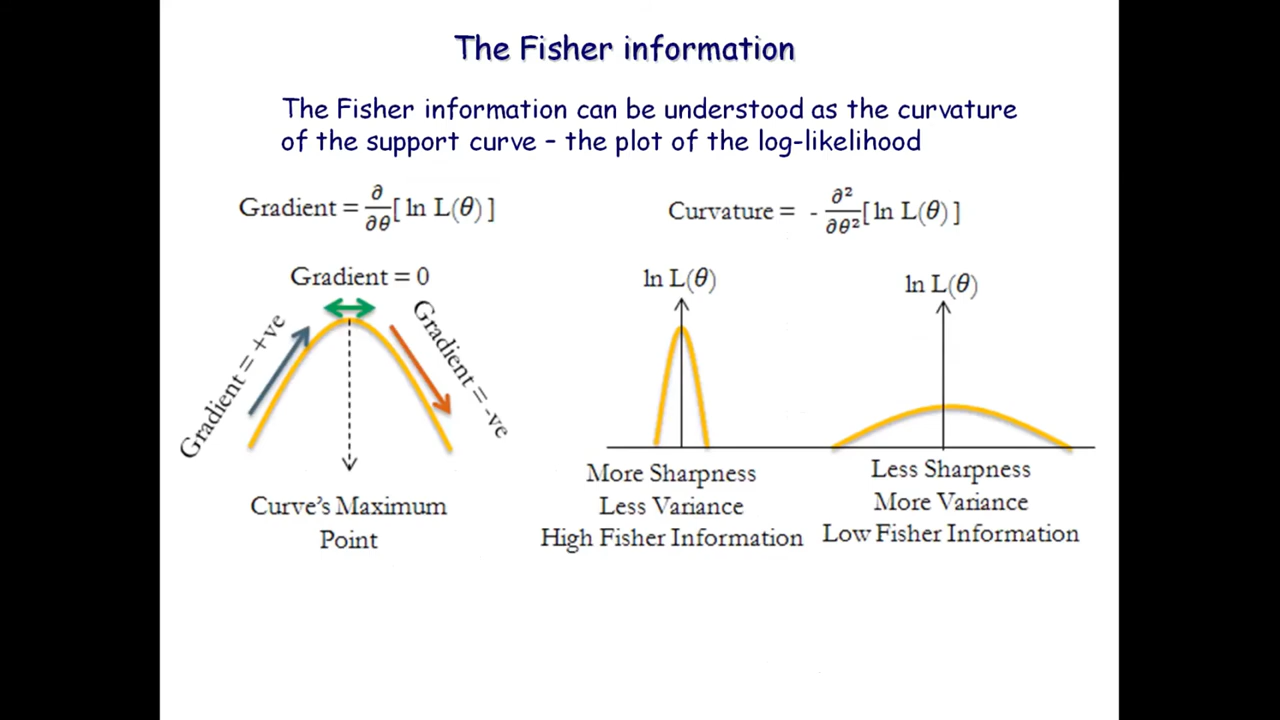 The Fisher information
The Fisher information can be understood as the curvature
of the support curve – the plot of the log-likelihood
Gradient = ∂/∂θ [ ln L(θ) ]
Curvature = - ∂²/∂θ² [ ln L(θ) ]
Gradient = 0
Gradient = +ve
Gradient = -ve
Curve's Maximum
Point
ln L(θ)
More Sharpness
Less Variance
High Fisher Information
ln L(θ)
Less Sharpness
More Variance
Low Fisher Information